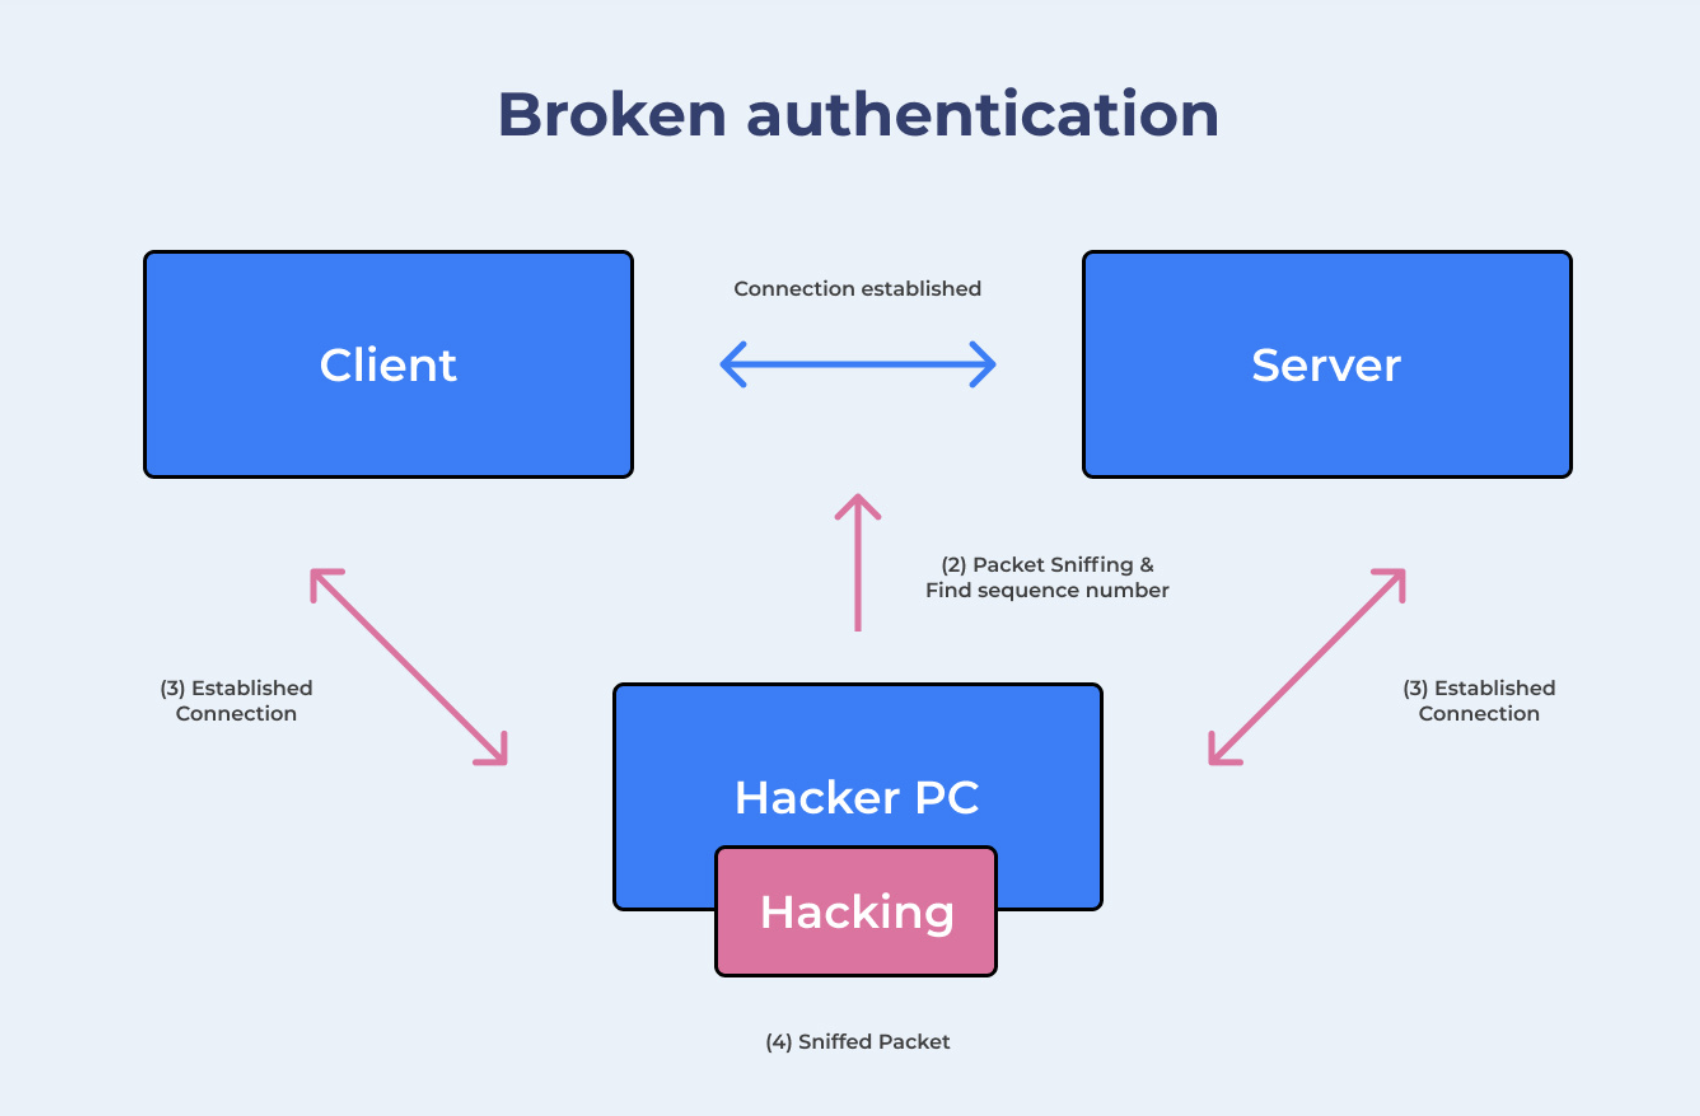 Broken authentication
Connection established
Client
Server
(2) Packet Sniffing &
Find sequence number
(3) Established
Connection
(3) Established
Connection
Hacker PC
Hacking
(4) Sniffed Packet